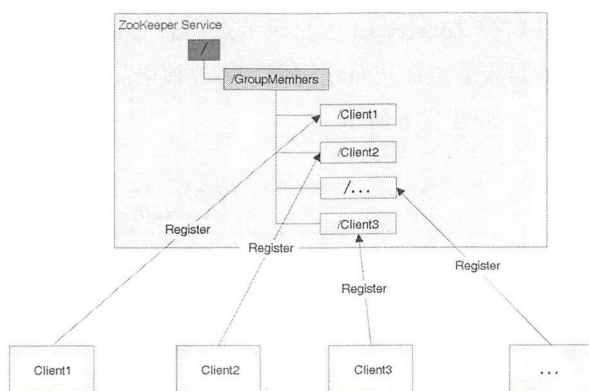 ZooKeeper Service
/
/GroupMemhers
/Client1
/Client2
/...
/Client3
Register
Register
Register
Register
Client1
Client2
Client3
...